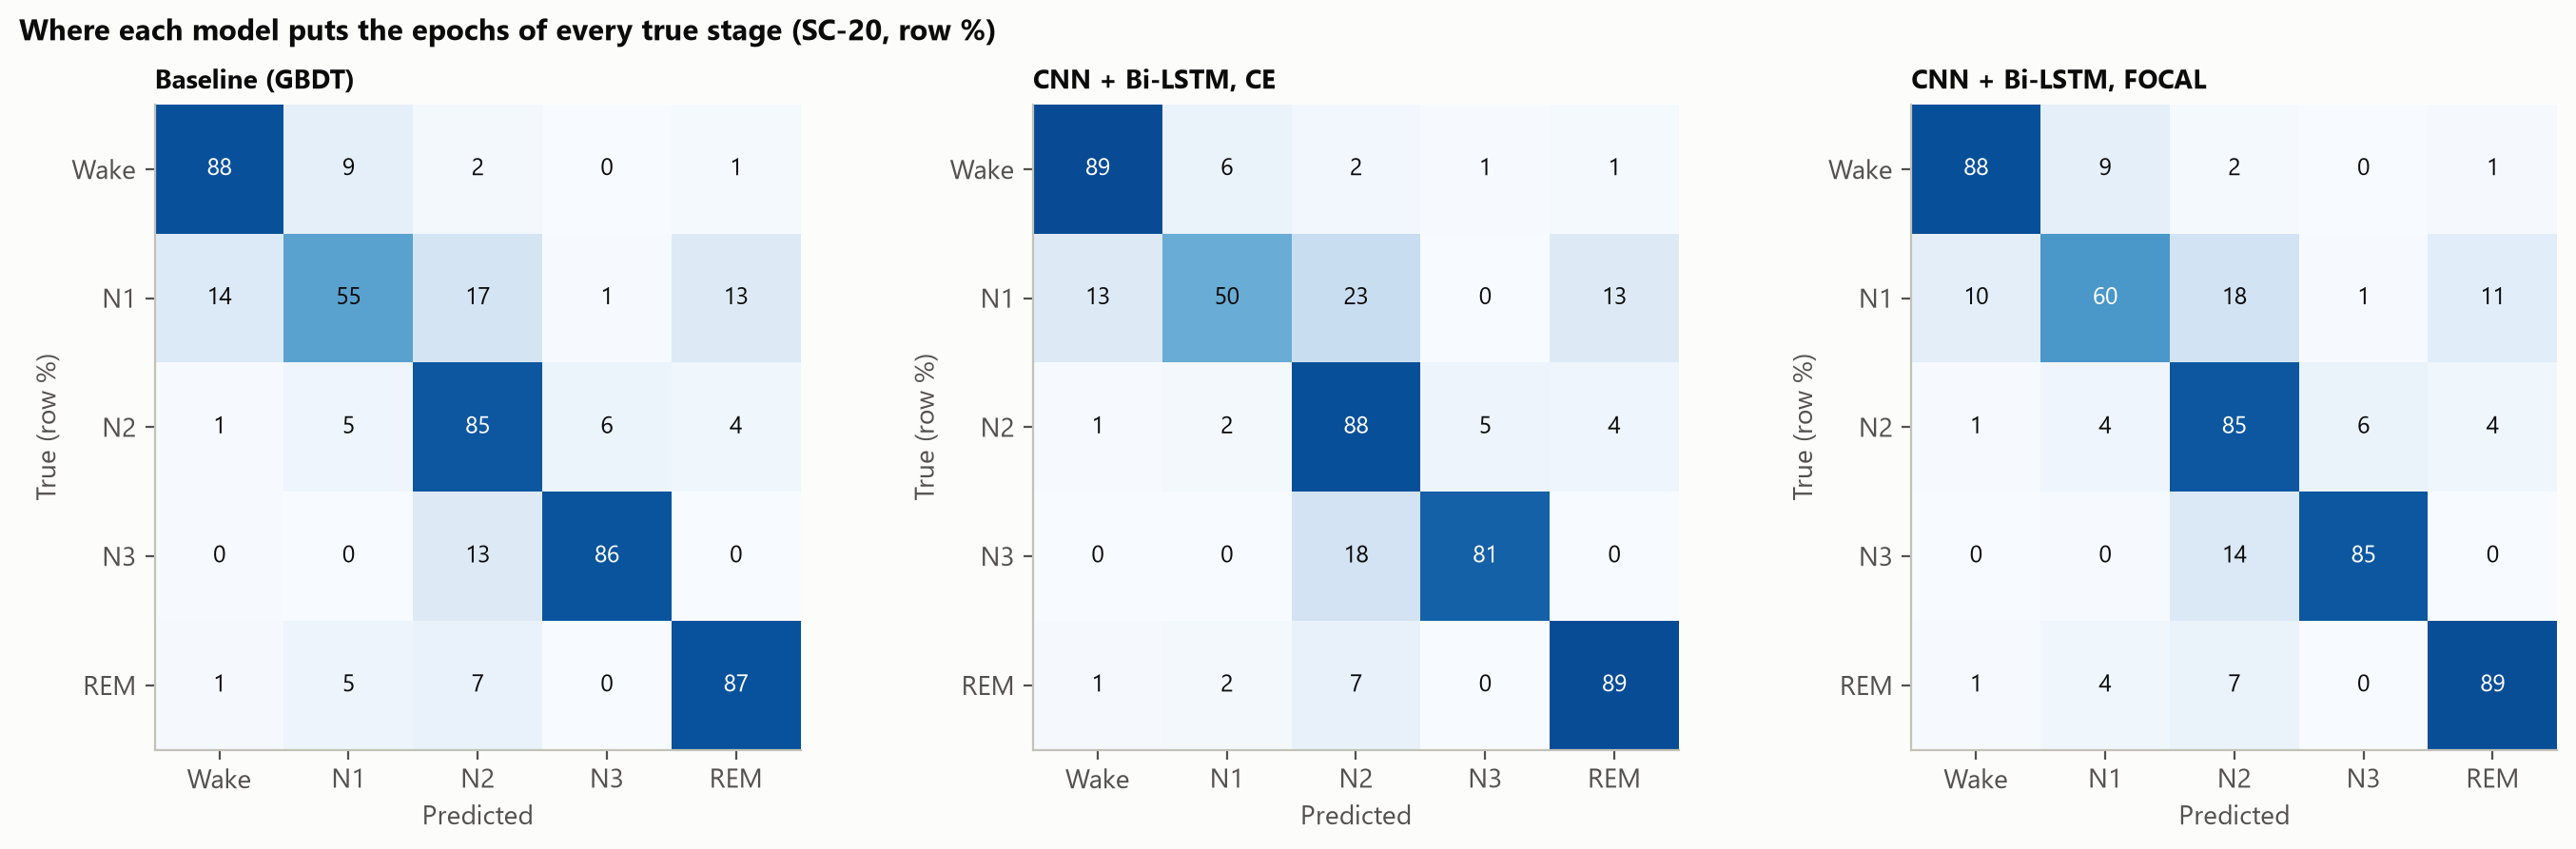 Where each model puts the epochs of every true stage (SC-20, row %)
Baseline (GBDT)
True (row %)
Wake 88 9 2 0 1
N1 14 55 17 1 13
N2 1 5 85 6 4
N3 0 0 13 86 0
REM 1 5 7 0 87
Wake N1 N2 N3 REM
Predicted
CNN + Bi-LSTM, CE
True (row %)
Wake 89 6 2 1 1
N1 13 50 23 0 13
N2 1 2 88 5 4
N3 0 0 18 81 0
REM 1 2 7 0 89
Wake N1 N2 N3 REM
Predicted
CNN + Bi-LSTM, FOCAL
True (row %)
Wake 88 9 2 0 1
N1 10 60 18 1 11
N2 1 4 85 6 4
N3 0 0 14 85 0
REM 1 4 7 0 89
Wake N1 N2 N3 REM
Predicted